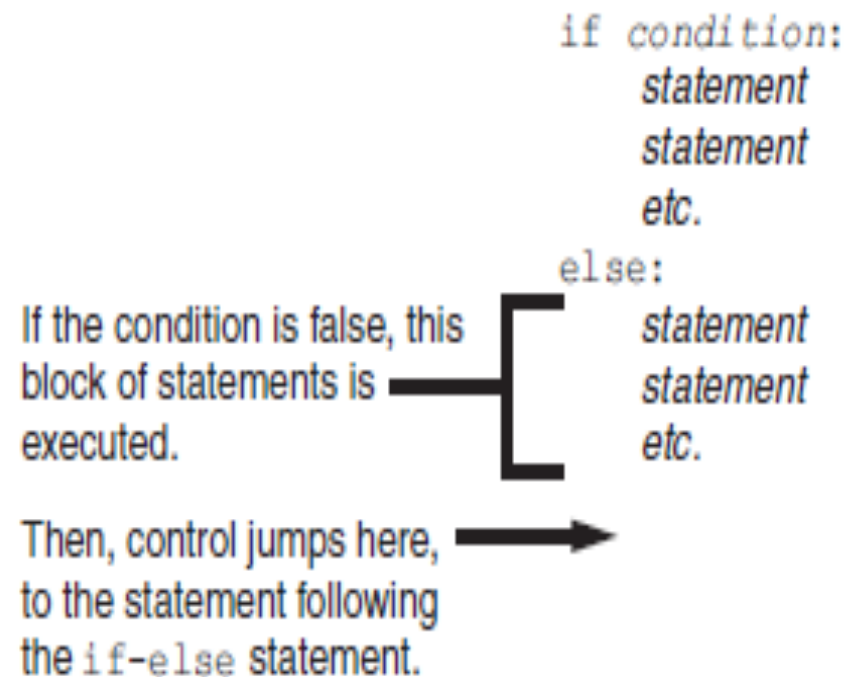 if condition:
statement
statement
etc.
else:
statement
statement
etc.
If the condition is false, this
block of statements is
executed.
Then, control jumps here,
to the statement following
the if-else statement.